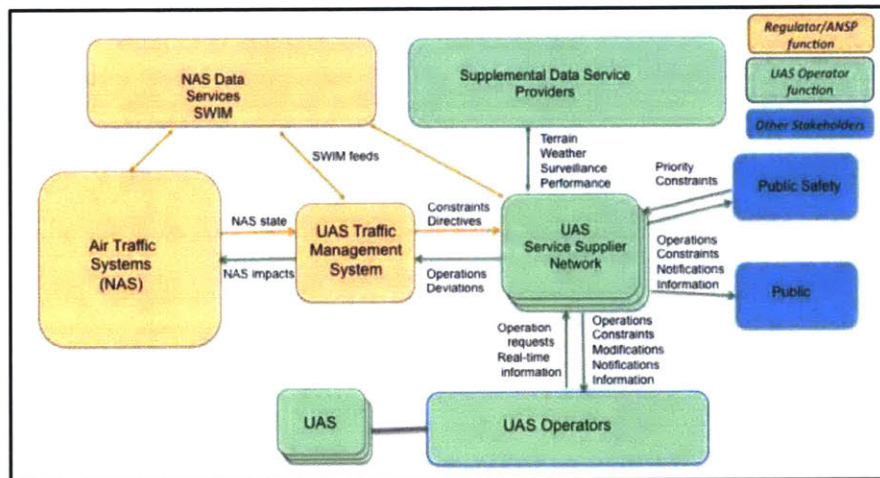 Regulator/ANSP
function
UAS Operator
function
Other Stakeholders
NAS Data
Services
SWIM
Supplemental Data Service
Providers
SWIM feeds
Terrain
Weather
Surveillance
Performance
Priority
Constraints
Public Safety
Air Traffic
Systems
(NAS)
NAS state
NAS impacts
UAS Traffic
Management
System
Constraints
Directives
Operations
Deviations
UAS
Service Supplier
Network
Operations
Constraints
Notifications
Information
Public
Operation
requests
Real-time
information
Operations
Constraints
Modifications
Notifications
Information
UAS
UAS Operators